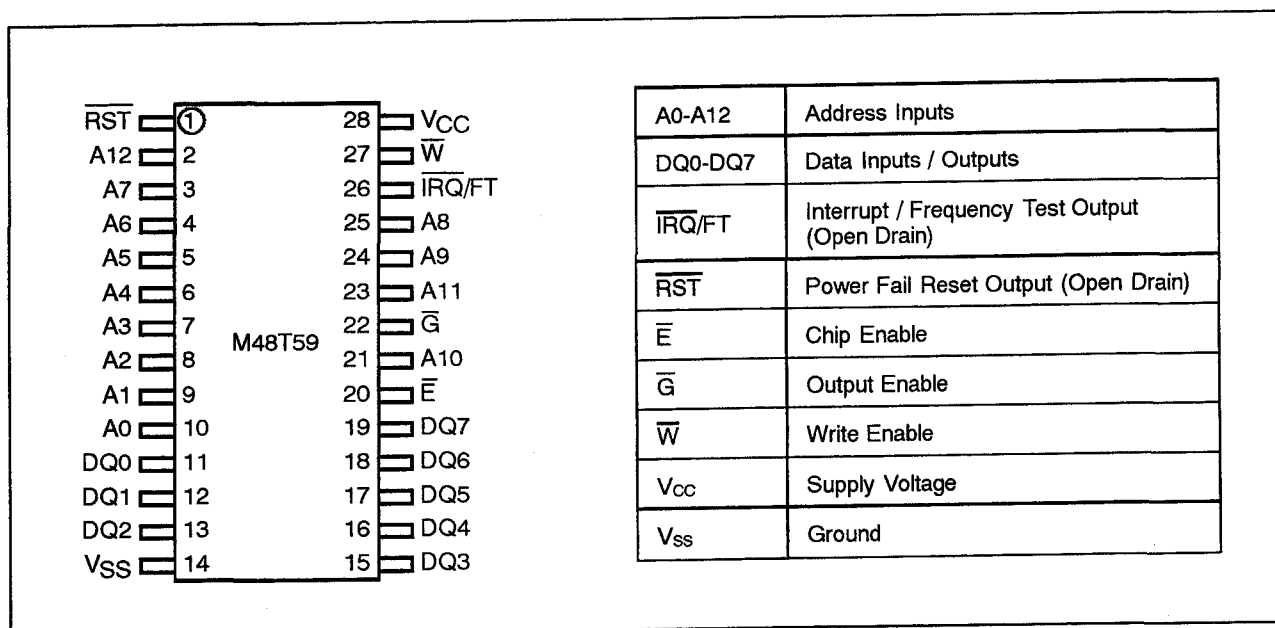 R̅S̅T̅ 1 28 VCC
A12 2 27 W̅
A7 3 26 I̅R̅Q̅/FT
A6 4 25 A8
A5 5 24 A9
A4 6 23 A11
A3 7 22 G̅
M48T59
A2 8 21 A10
A1 9 20 E̅
A0 10 19 DQ7
DQ0 11 18 DQ6
DQ1 12 17 DQ5
DQ2 13 16 DQ4
VSS 14 15 DQ3
A0-A12 Address Inputs
DQ0-DQ7 Data Inputs / Outputs
I̅R̅Q̅/FT Interrupt / Frequency Test Output
(Open Drain)
R̅S̅T̅ Power Fail Reset Output (Open Drain)
E̅ Chip Enable
G̅ Output Enable
W̅ Write Enable
VCC Supply Voltage
VSS Ground